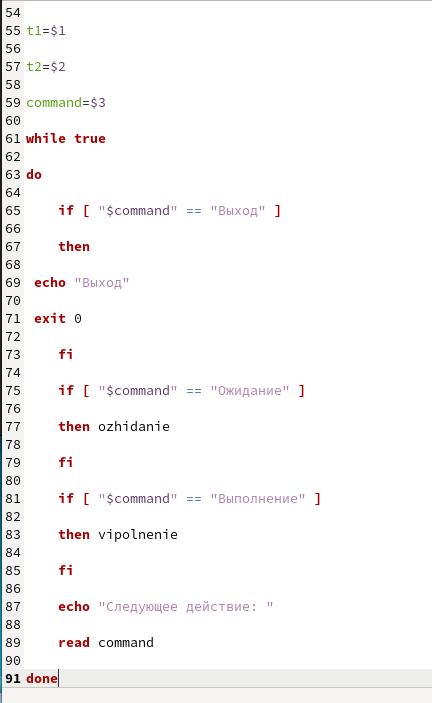 54
55 t1=$1
56
57 t2=$2
58
59 command=$3
60
61 while true
62
63 do
64
65     if [ "$command" == "Выход" ]
66
67     then
68
69  echo "Выход"
70
71  exit 0
72
73     fi
74
75     if [ "$command" == "Ожидание" ]
76
77     then ozhidanie
78
79     fi
80
81     if [ "$command" == "Выполнение" ]
82
83     then vipolnenie
84
85     fi
86
87     echo "Следующее действие: "
88
89     read command
90
91 done